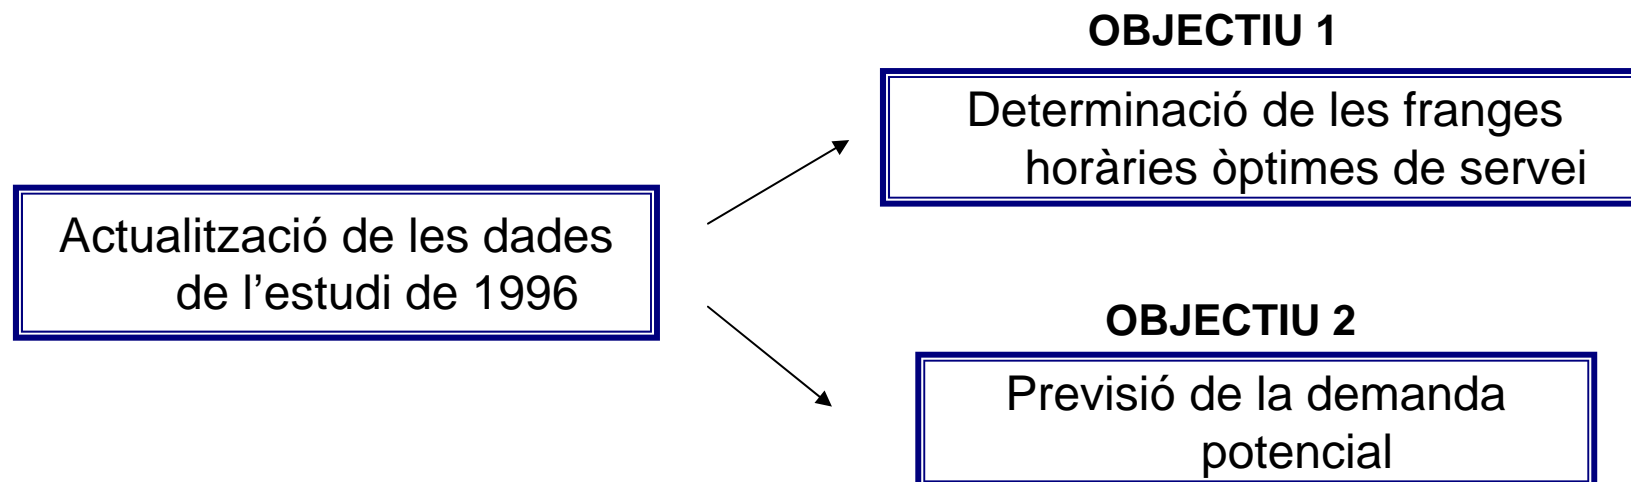 Actualització de les dades
de l’estudi de 1996
OBJECTIU 1
Determinació de les franges
horàries òptimes de servei
OBJECTIU 2
Previsió de la demanda
potencial